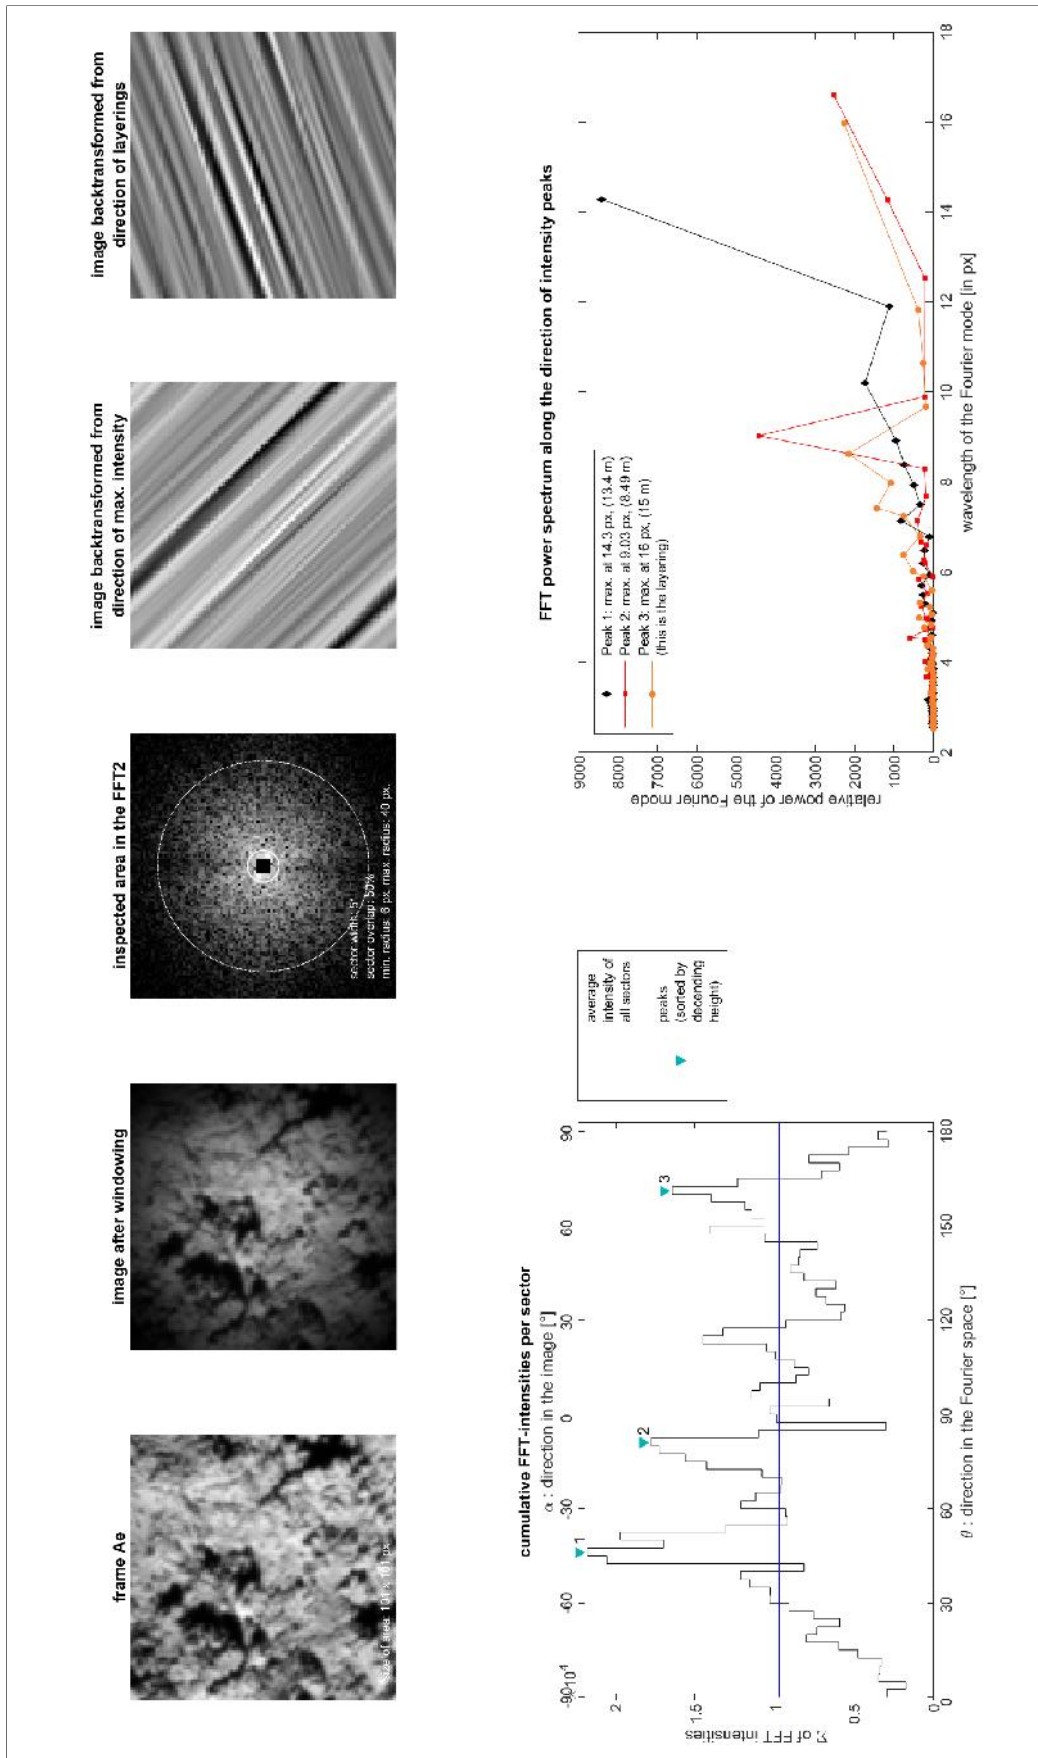 frame Ae
size of area: 101 x 101 px
image after windowing
inspected area in the FFT2
sector width: 5°
sector overlap: 50%
min. radius: 6 px, max. radius: 40 px
image backtransformed from
direction of max. intensity
image backtransformed from
direction of layerings
cumulative FFT-intensities per sector
α : direction in the image [°]
-90 -60 -30 0 30 60 90
10⁴
2
1.5
1
0.5
0
Σ of FFT intensities
1
2
3
0 30 60 90 120 150 180
θ : direction in the Fourier space [°]
average
intensity of
all sectors
peaks
(sorted by
decending
height)
FFT power spectrum along the direction of intensity peaks
9000
8000
7000
6000
5000
4000
3000
2000
1000
0
relative power of the Fourier mode
Peak 1: max. at 14.3 px, (13.4 m)
Peak 2: max. at 9.03 px, (8.49 m)
Peak 3: max. at 16 px, (15 m)
(this is the layering)
2 4 6 8 10 12 14 16 18
wavelength of the Fourier mode [in px]